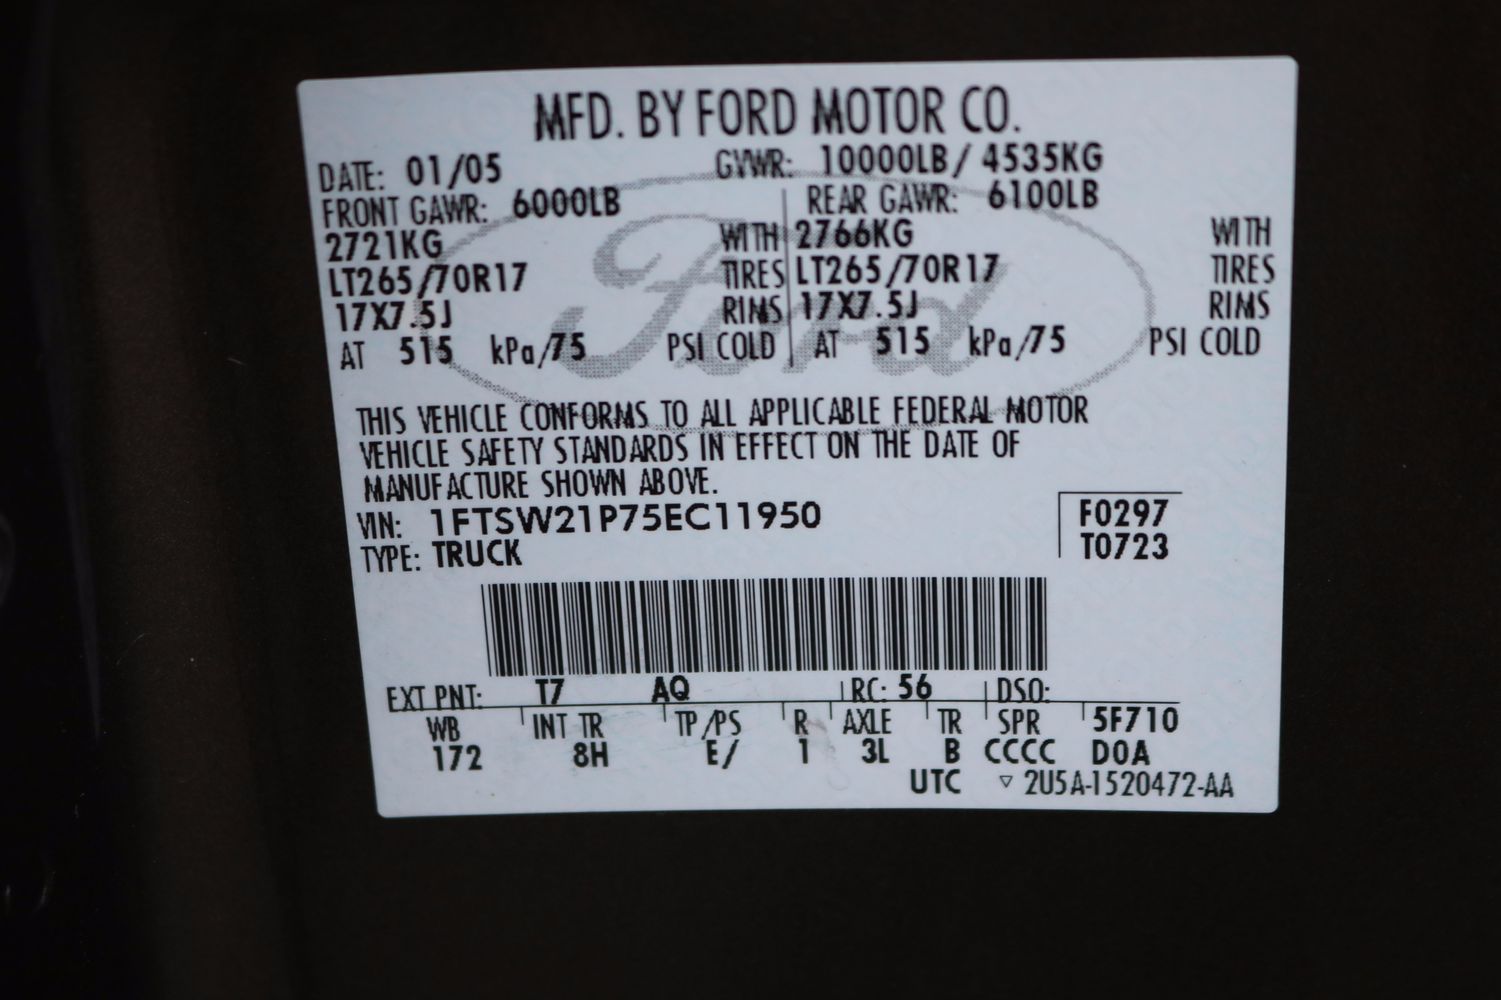 MFD. BY FORD MOTOR CO.
DATE: 01/05 GVWR: 10000LB/ 4535KG
FRONT GAWR: 6000LB REAR GAWR: 6100LB
2721KG WITH 2766KG WITH
LT265/70R17 TIRES LT265/70R17 TIRES
17X7.5J RIMS 17X7.5J RIMS
AT 515 kPa/75 PSI COLD AT 515 kPa/75 PSI COLD
Ford
THIS VEHICLE CONFORMS TO ALL APPLICABLE FEDERAL MOTOR
VEHICLE SAFETY STANDARDS IN EFFECT ON THE DATE OF
MANUFACTURE SHOWN ABOVE.
VIN: 1FTSW21P75EC11950 F0297
TYPE: TRUCK T0723
EXT PNT: T7 AQ RC: 56 DSO:
WB INT TR TP/PS R AXLE TR SPR 5F710
172 8H E/ 1 3L B CCCC D0A
UTC ▽ 2U5A-1520472-AA